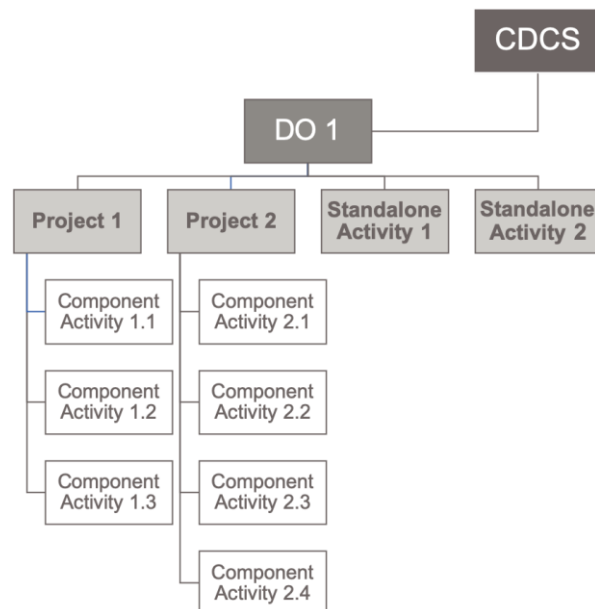 CDCS
DO 1
Project 1
Project 2
Standalone
Activity 1
Standalone
Activity 2
Component
Activity 1.1
Component
Activity 2.1
Component
Activity 1.2
Component
Activity 2.2
Component
Activity 1.3
Component
Activity 2.3
Component
Activity 2.4